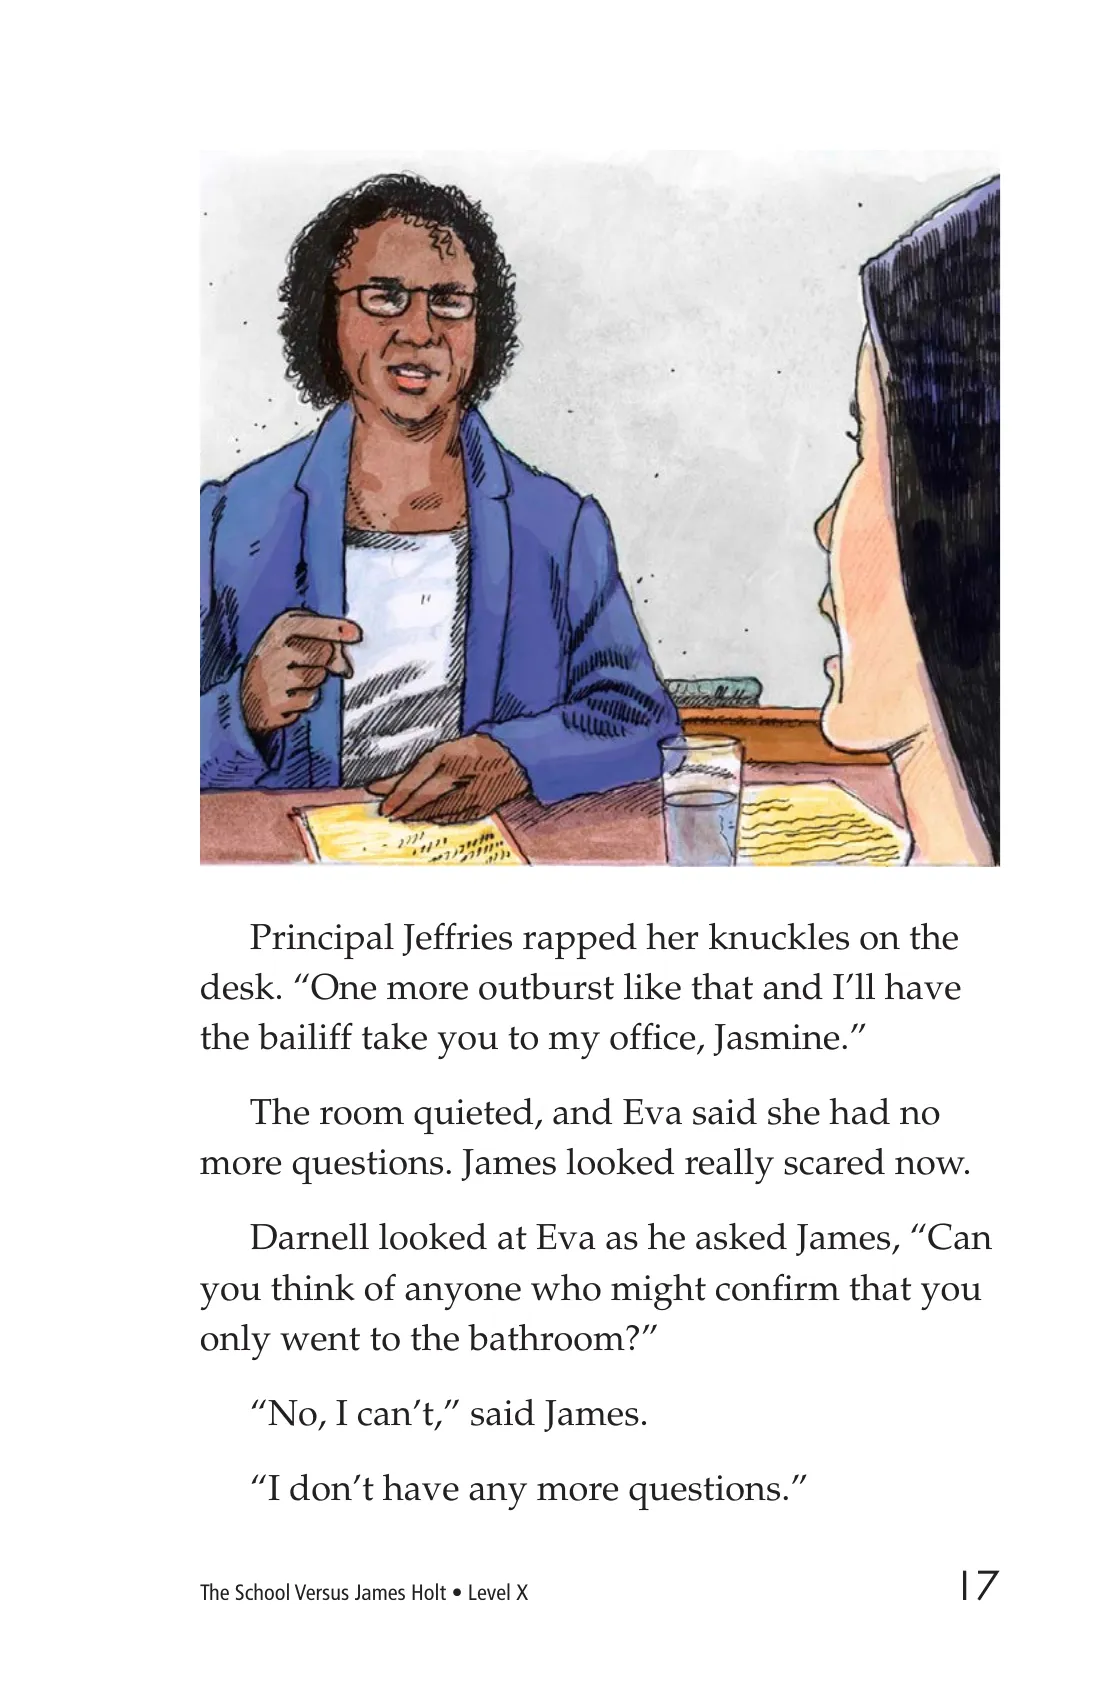 Principal Jeffries rapped her knuckles on the
desk. “One more outburst like that and I’ll have
the bailiff take you to my office, Jasmine.”
The room quieted, and Eva said she had no
more questions. James looked really scared now.
Darnell looked at Eva as he asked James, “Can
you think of anyone who might confirm that you
only went to the bathroom?”
“No, I can’t,” said James.
“I don’t have any more questions.”
The School Versus James Holt • Level X
17